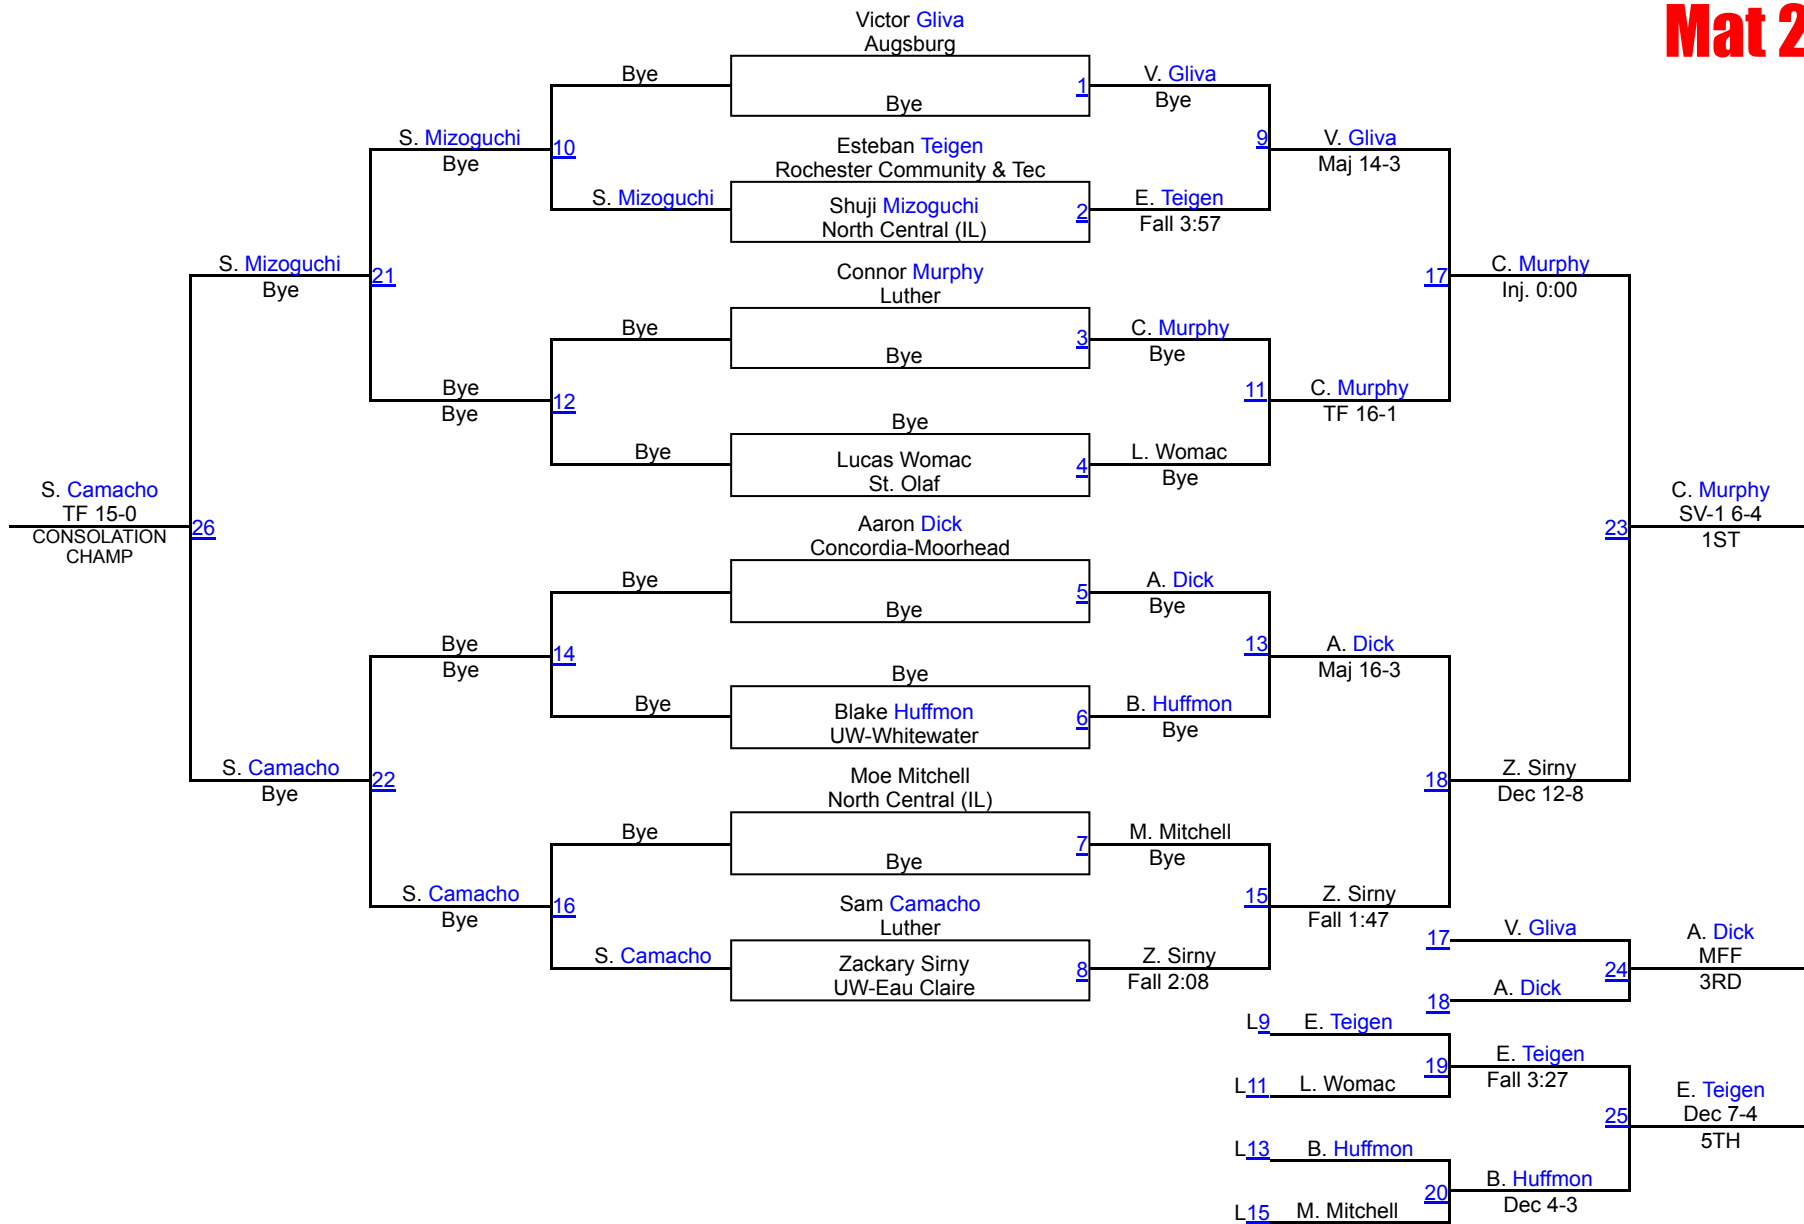 Mat 2
Victor Gliva
Augsburg
Bye
Bye
1
V. Gliva
Bye
S. Mizoguchi
Bye
10
Esteban Teigen
Rochester Community & Tec
9
V. Gliva
Maj 14-3
S. Mizoguchi
Shuji Mizoguchi
North Central (IL)
2
E. Teigen
Fall 3:57
S. Mizoguchi
Bye
21
Connor Murphy
Luther
17
C. Murphy
Inj. 0:00
Bye
Bye
3
C. Murphy
Bye
Bye
Bye
12
11
C. Murphy
TF 16-1
Bye
Bye
Lucas Womac
St. Olaf
4
L. Womac
Bye
S. Camacho
TF 15-0
CONSOLATION
CHAMP
26
Aaron Dick
Concordia-Moorhead
23
C. Murphy
SV-1 6-4
1ST
Bye
Bye
5
A. Dick
Bye
Bye
Bye
14
13
A. Dick
Maj 16-3
Bye
Bye
Blake Huffmon
UW-Whitewater
6
B. Huffmon
Bye
S. Camacho
Bye
22
Moe Mitchell
North Central (IL)
18
Z. Sirny
Dec 12-8
Bye
Bye
7
M. Mitchell
Bye
S. Camacho
Bye
16
Sam Camacho
Luther
15
Z. Sirny
Fall 1:47
S. Camacho
Zackary Sirny
UW-Eau Claire
8
Z. Sirny
Fall 2:08
17
V. Gliva
18
A. Dick
24
A. Dick
MFF
3RD
L9
E. Teigen
L11
L. Womac
19
E. Teigen
Fall 3:27
25
E. Teigen
Dec 7-4
5TH
L13
B. Huffmon
L15
M. Mitchell
20
B. Huffmon
Dec 4-3